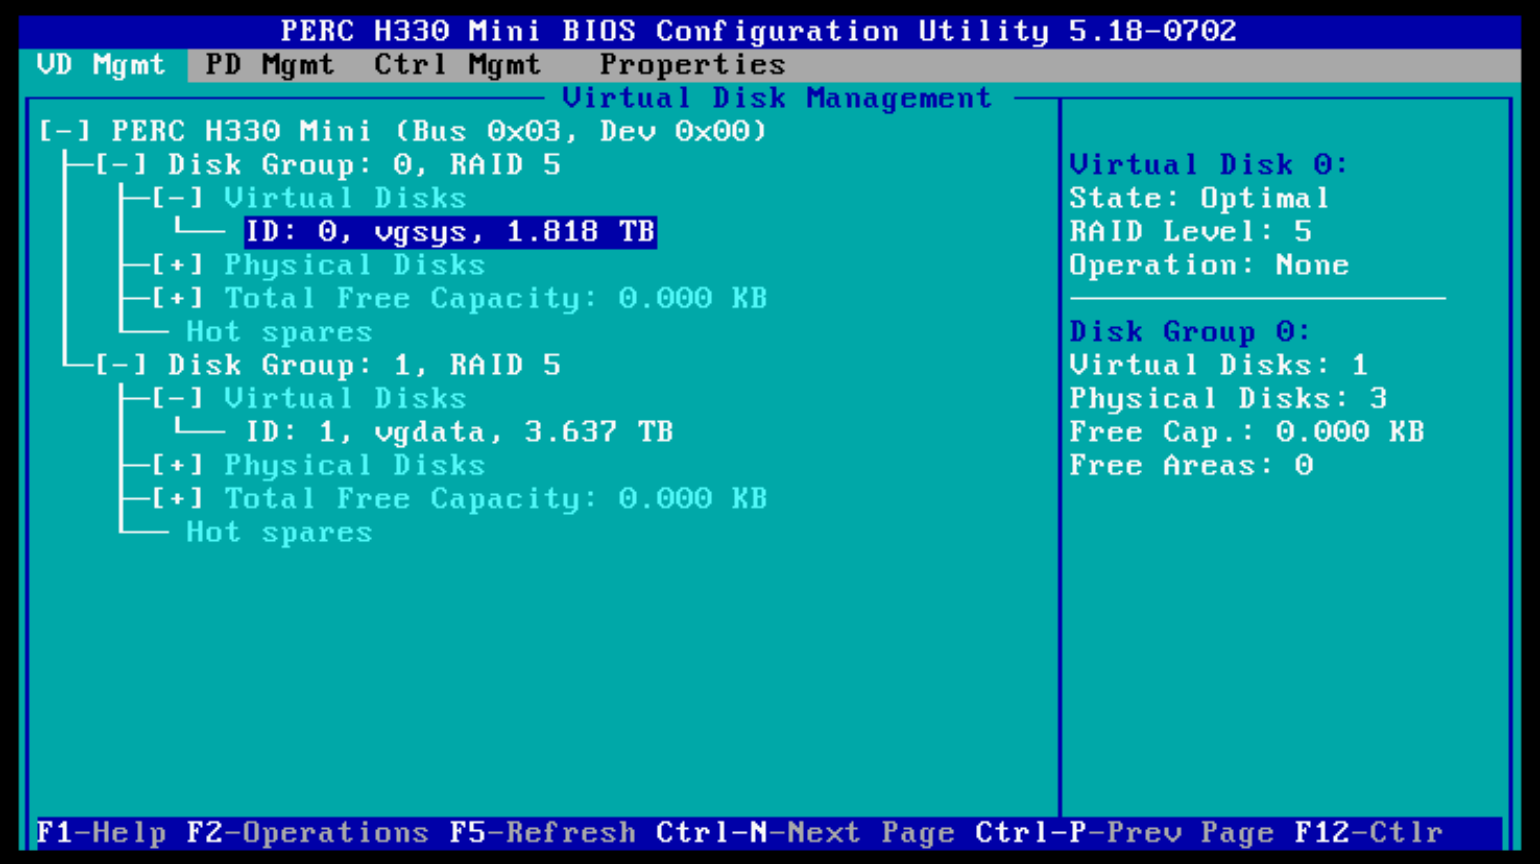 PERC H330 Mini BIOS Configuration Utility 5.18-0702
VD Mgmt PD Mgmt Ctrl Mgmt Properties
Virtual Disk Management
[-] PERC H330 Mini (Bus 0x03, Dev 0x00)
[-] Disk Group: 0, RAID 5
[-] Virtual Disks
ID: 0, vgsys, 1.818 TB
[+] Physical Disks
[+] Total Free Capacity: 0.000 KB
Hot spares
[-] Disk Group: 1, RAID 5
[-] Virtual Disks
ID: 1, vgdata, 3.637 TB
[+] Physical Disks
[+] Total Free Capacity: 0.000 KB
Hot spares
Virtual Disk 0:
State: Optimal
RAID Level: 5
Operation: None
Disk Group 0:
Virtual Disks: 1
Physical Disks: 3
Free Cap.: 0.000 KB
Free Areas: 0
F1-Help F2-Operations F5-Refresh Ctrl-N-Next Page Ctrl-P-Prev Page F12-Ctlr